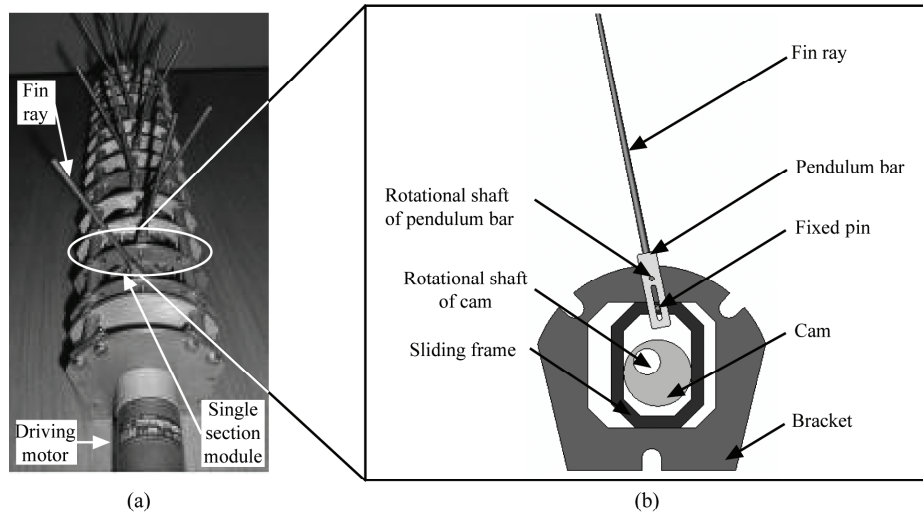 Fin
ray
Driving
motor
Single
section
module
(a)
Fin ray
Pendulum bar
Rotational shaft
of pendulum bar
Fixed pin
Rotational shaft
of cam
Cam
Sliding frame
Bracket
(b)